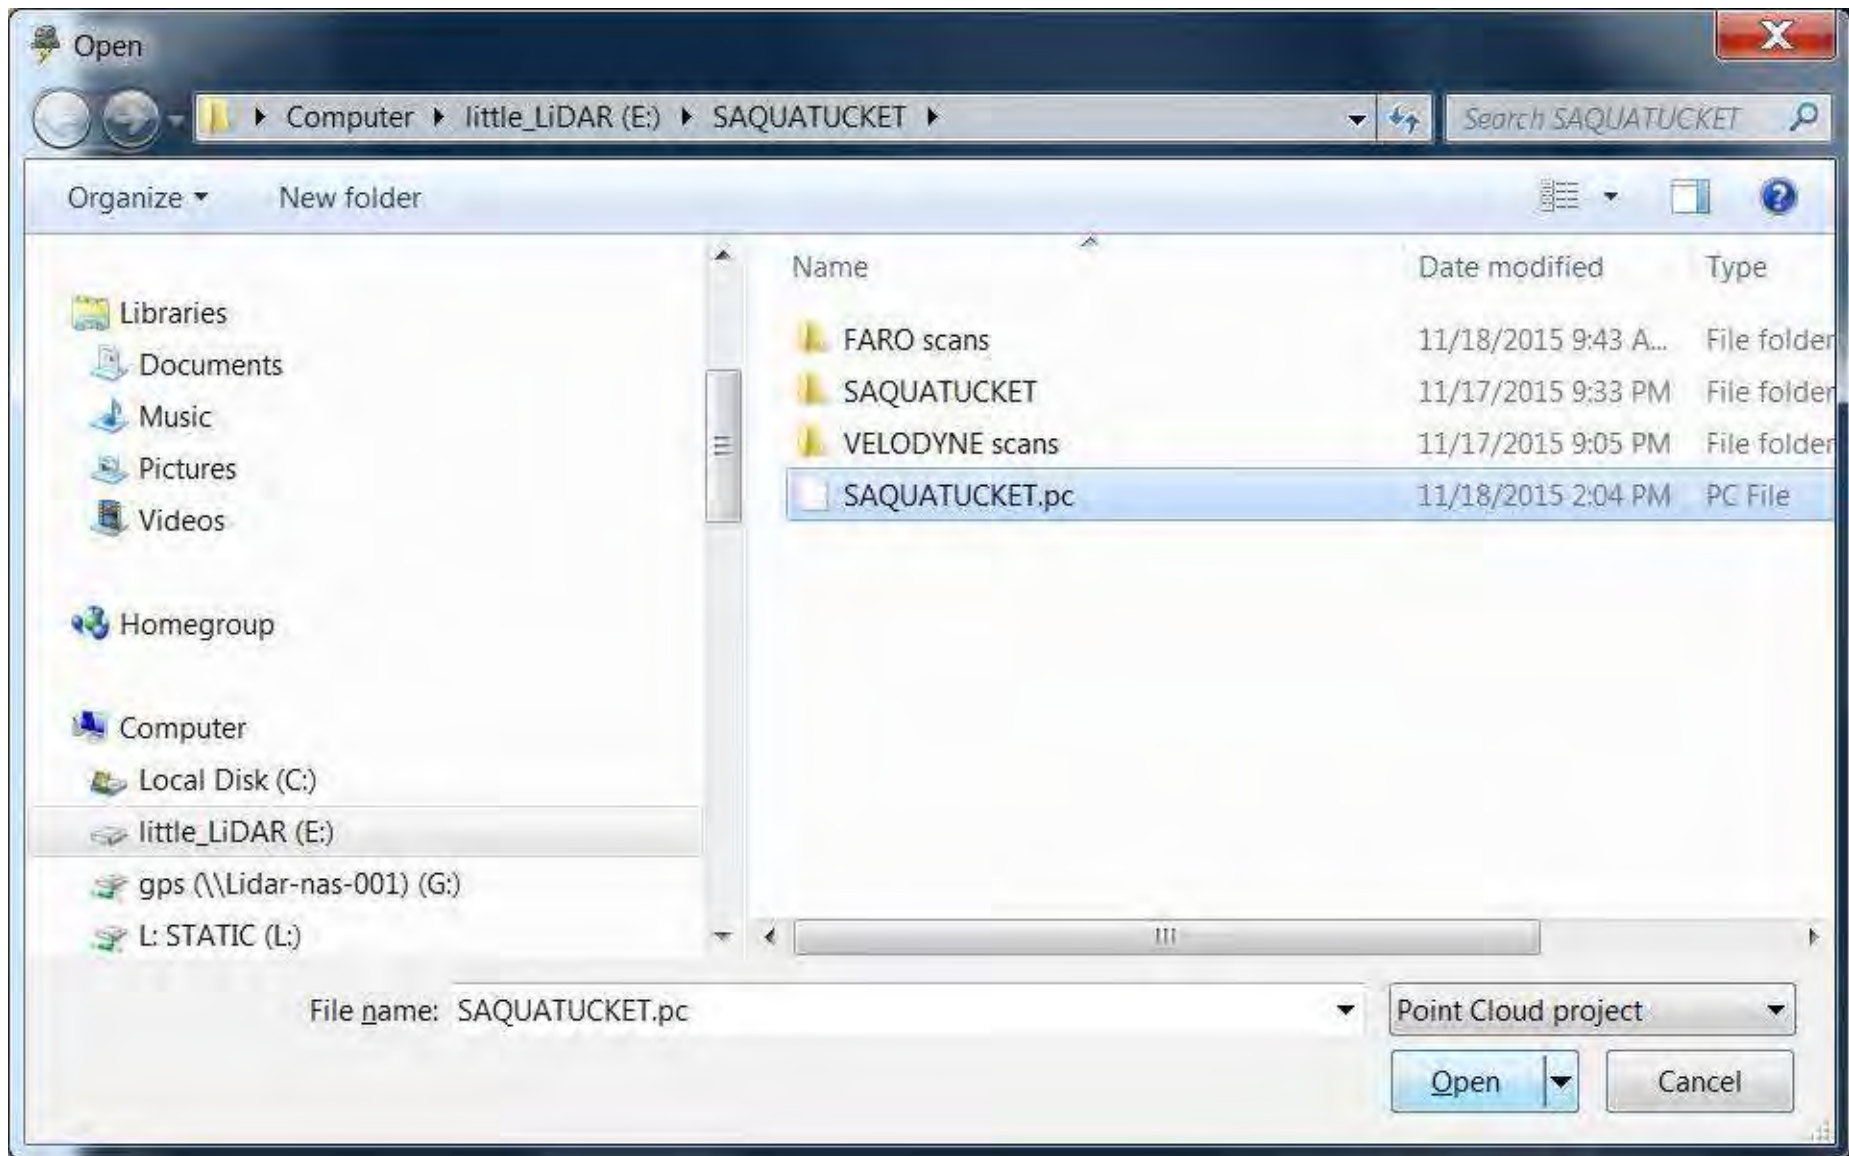 Open
Computer little_LiDAR (E:) SAQUATUCKET Search SAQUATUCKET
Organize New folder
Name Date modified Type
Libraries
Documents
Music
Pictures
Videos
Homegroup
Computer
Local Disk (C:)
little_LiDAR (E:)
gps (\\Lidar-nas-001) (G:)
L: STATIC (L:)
FARO scans 11/18/2015 9:43 A... File folder
SAQUATUCKET 11/17/2015 9:33 PM File folder
VELODYNE scans 11/17/2015 9:05 PM File folder
SAQUATUCKET.pc 11/18/2015 2:04 PM PC File
File name: SAQUATUCKET.pc Point Cloud project
Open Cancel